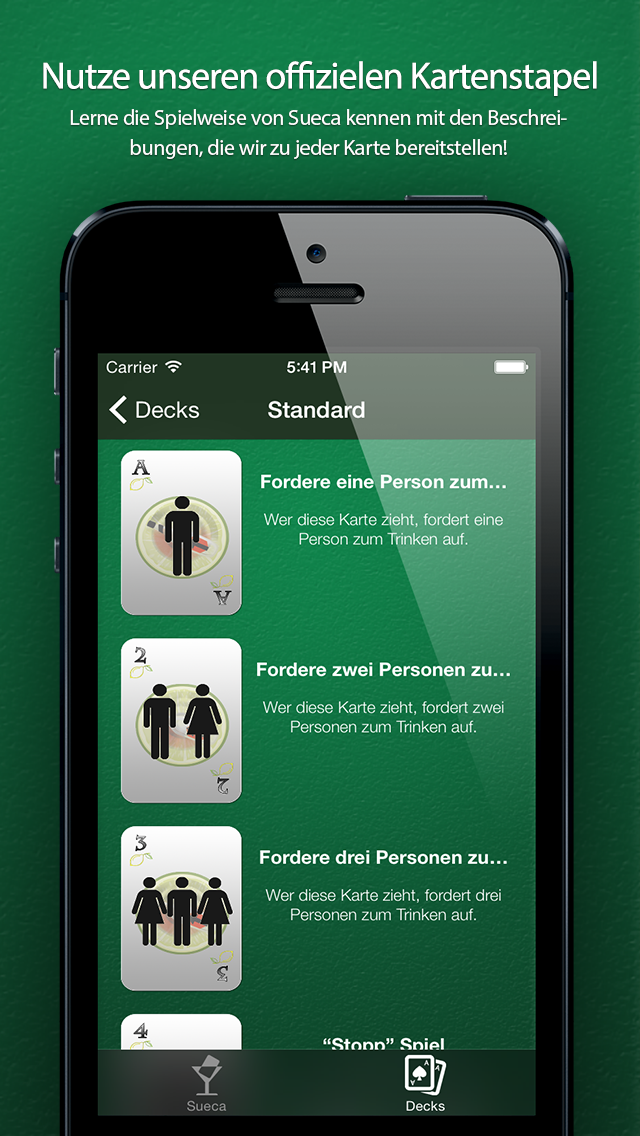 Nutze unseren offizielen Kartenstapel
Lerne die Spielweise von Sueca kennen mit den Beschrei-
bungen, die wir zu jeder Karte bereitstellen!
Carrier 5:41 PM
Decks Standard
A
Fordere eine Person zum...
Wer diese Karte zieht, fordert eine
Person zum Trinken auf.
A
2
Fordere zwei Personen zu...
Wer diese Karte zieht, fordert zwei
Personen zum Trinken auf.
2
3
Fordere drei Personen zu...
Wer diese Karte zieht, fordert drei
Personen zum Trinken auf.
3
4
“Stopp” Spiel
A A
A
Sueca Decks